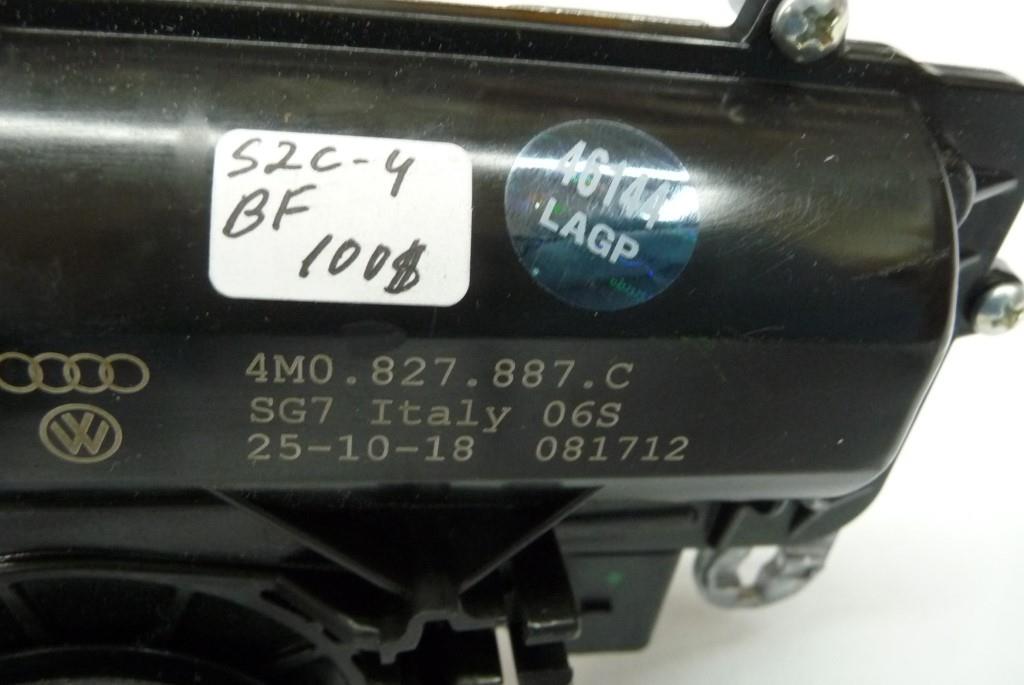 S2C-4
BF
100$
46144
LAGP
4M0.827.887.C
SG7 Italy 06S
25-10-18 081712